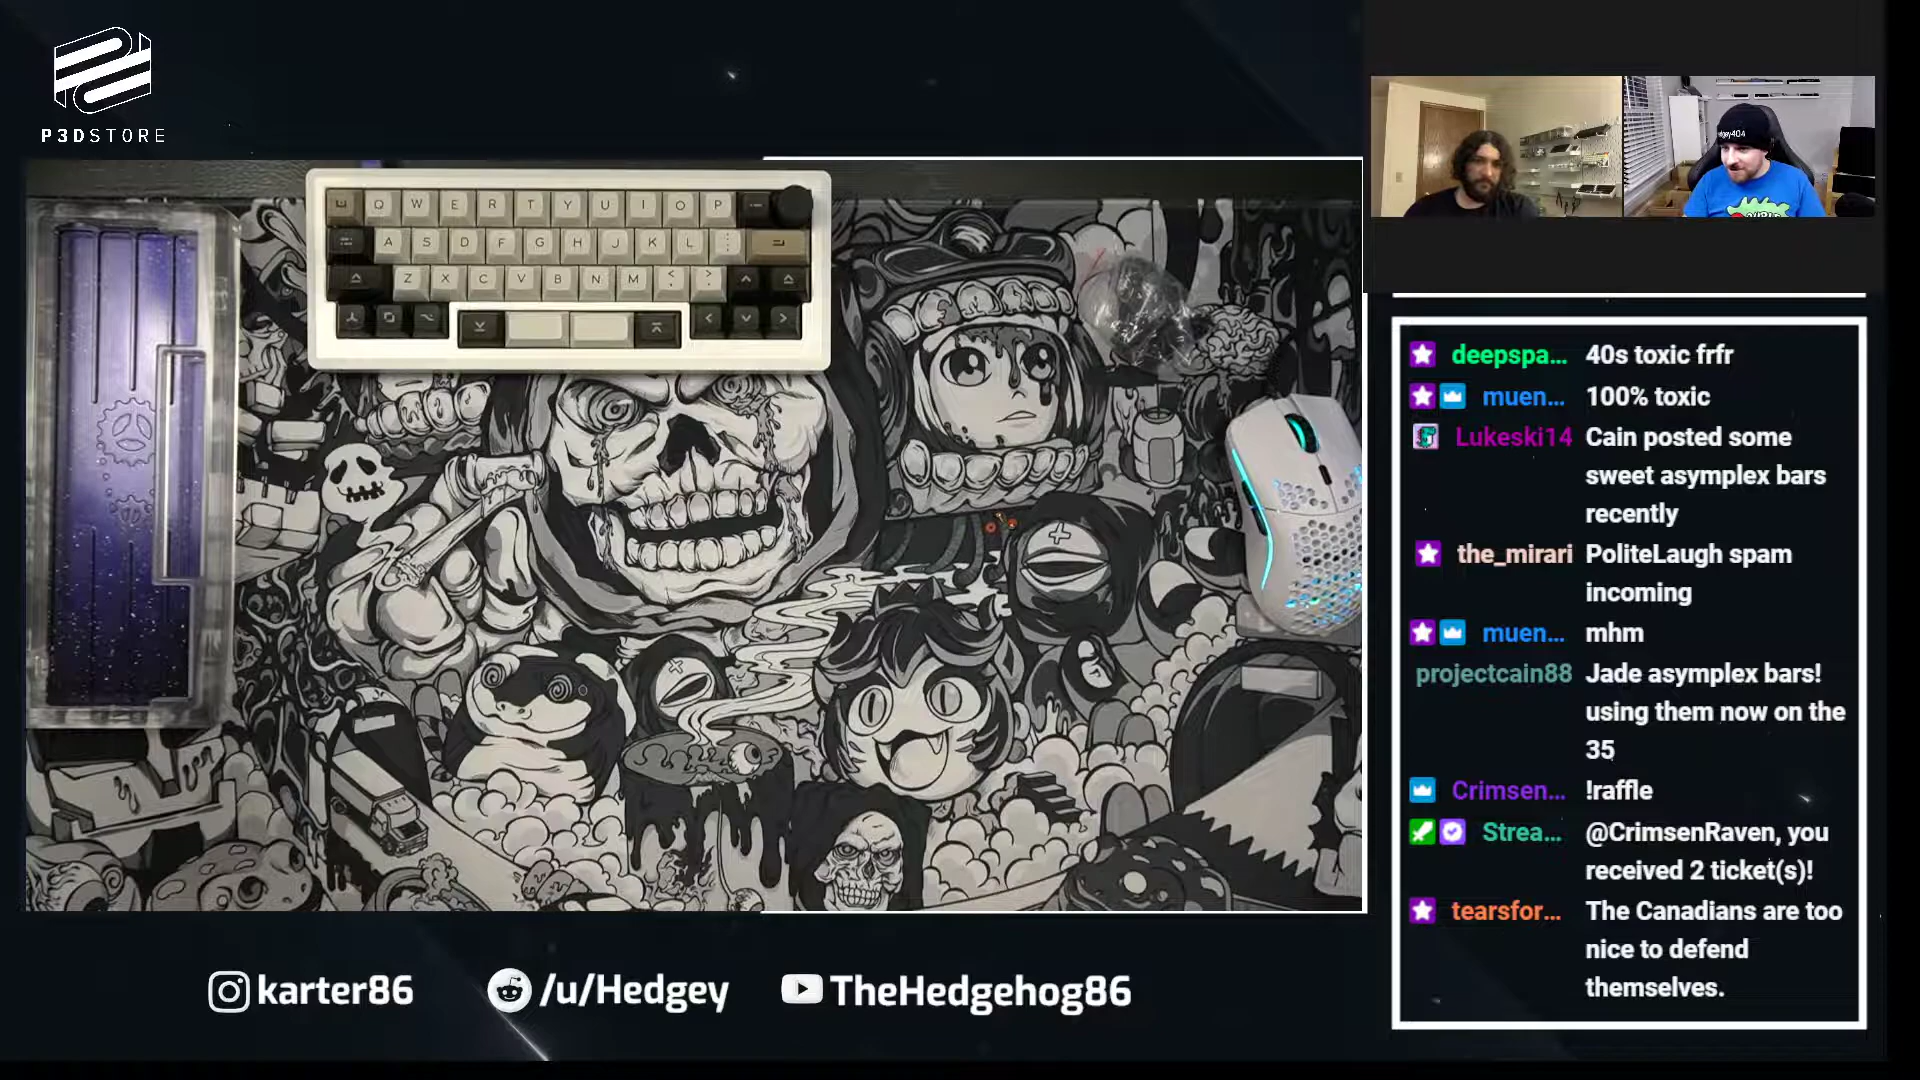 P3DSTORE
Q W E R T Y U I O P
A S D F G H J K L
Z X C V B N M < >
< >
deepspa... 40s toxic frfr
muen... 100% toxic
Lukeski14 Cain posted some
sweet asymplex bars
recently
the_mirari PoliteLaugh spam
incoming
muen... mhm
projectcain88 Jade asymplex bars!
using them now on the
35
Crimsen... !raffle
Strea... @CrimsenRaven, you
received 2 ticket(s)!
tearsfor... The Canadians are too
nice to defend
themselves.
karter86
/u/Hedgey
TheHedgehog86